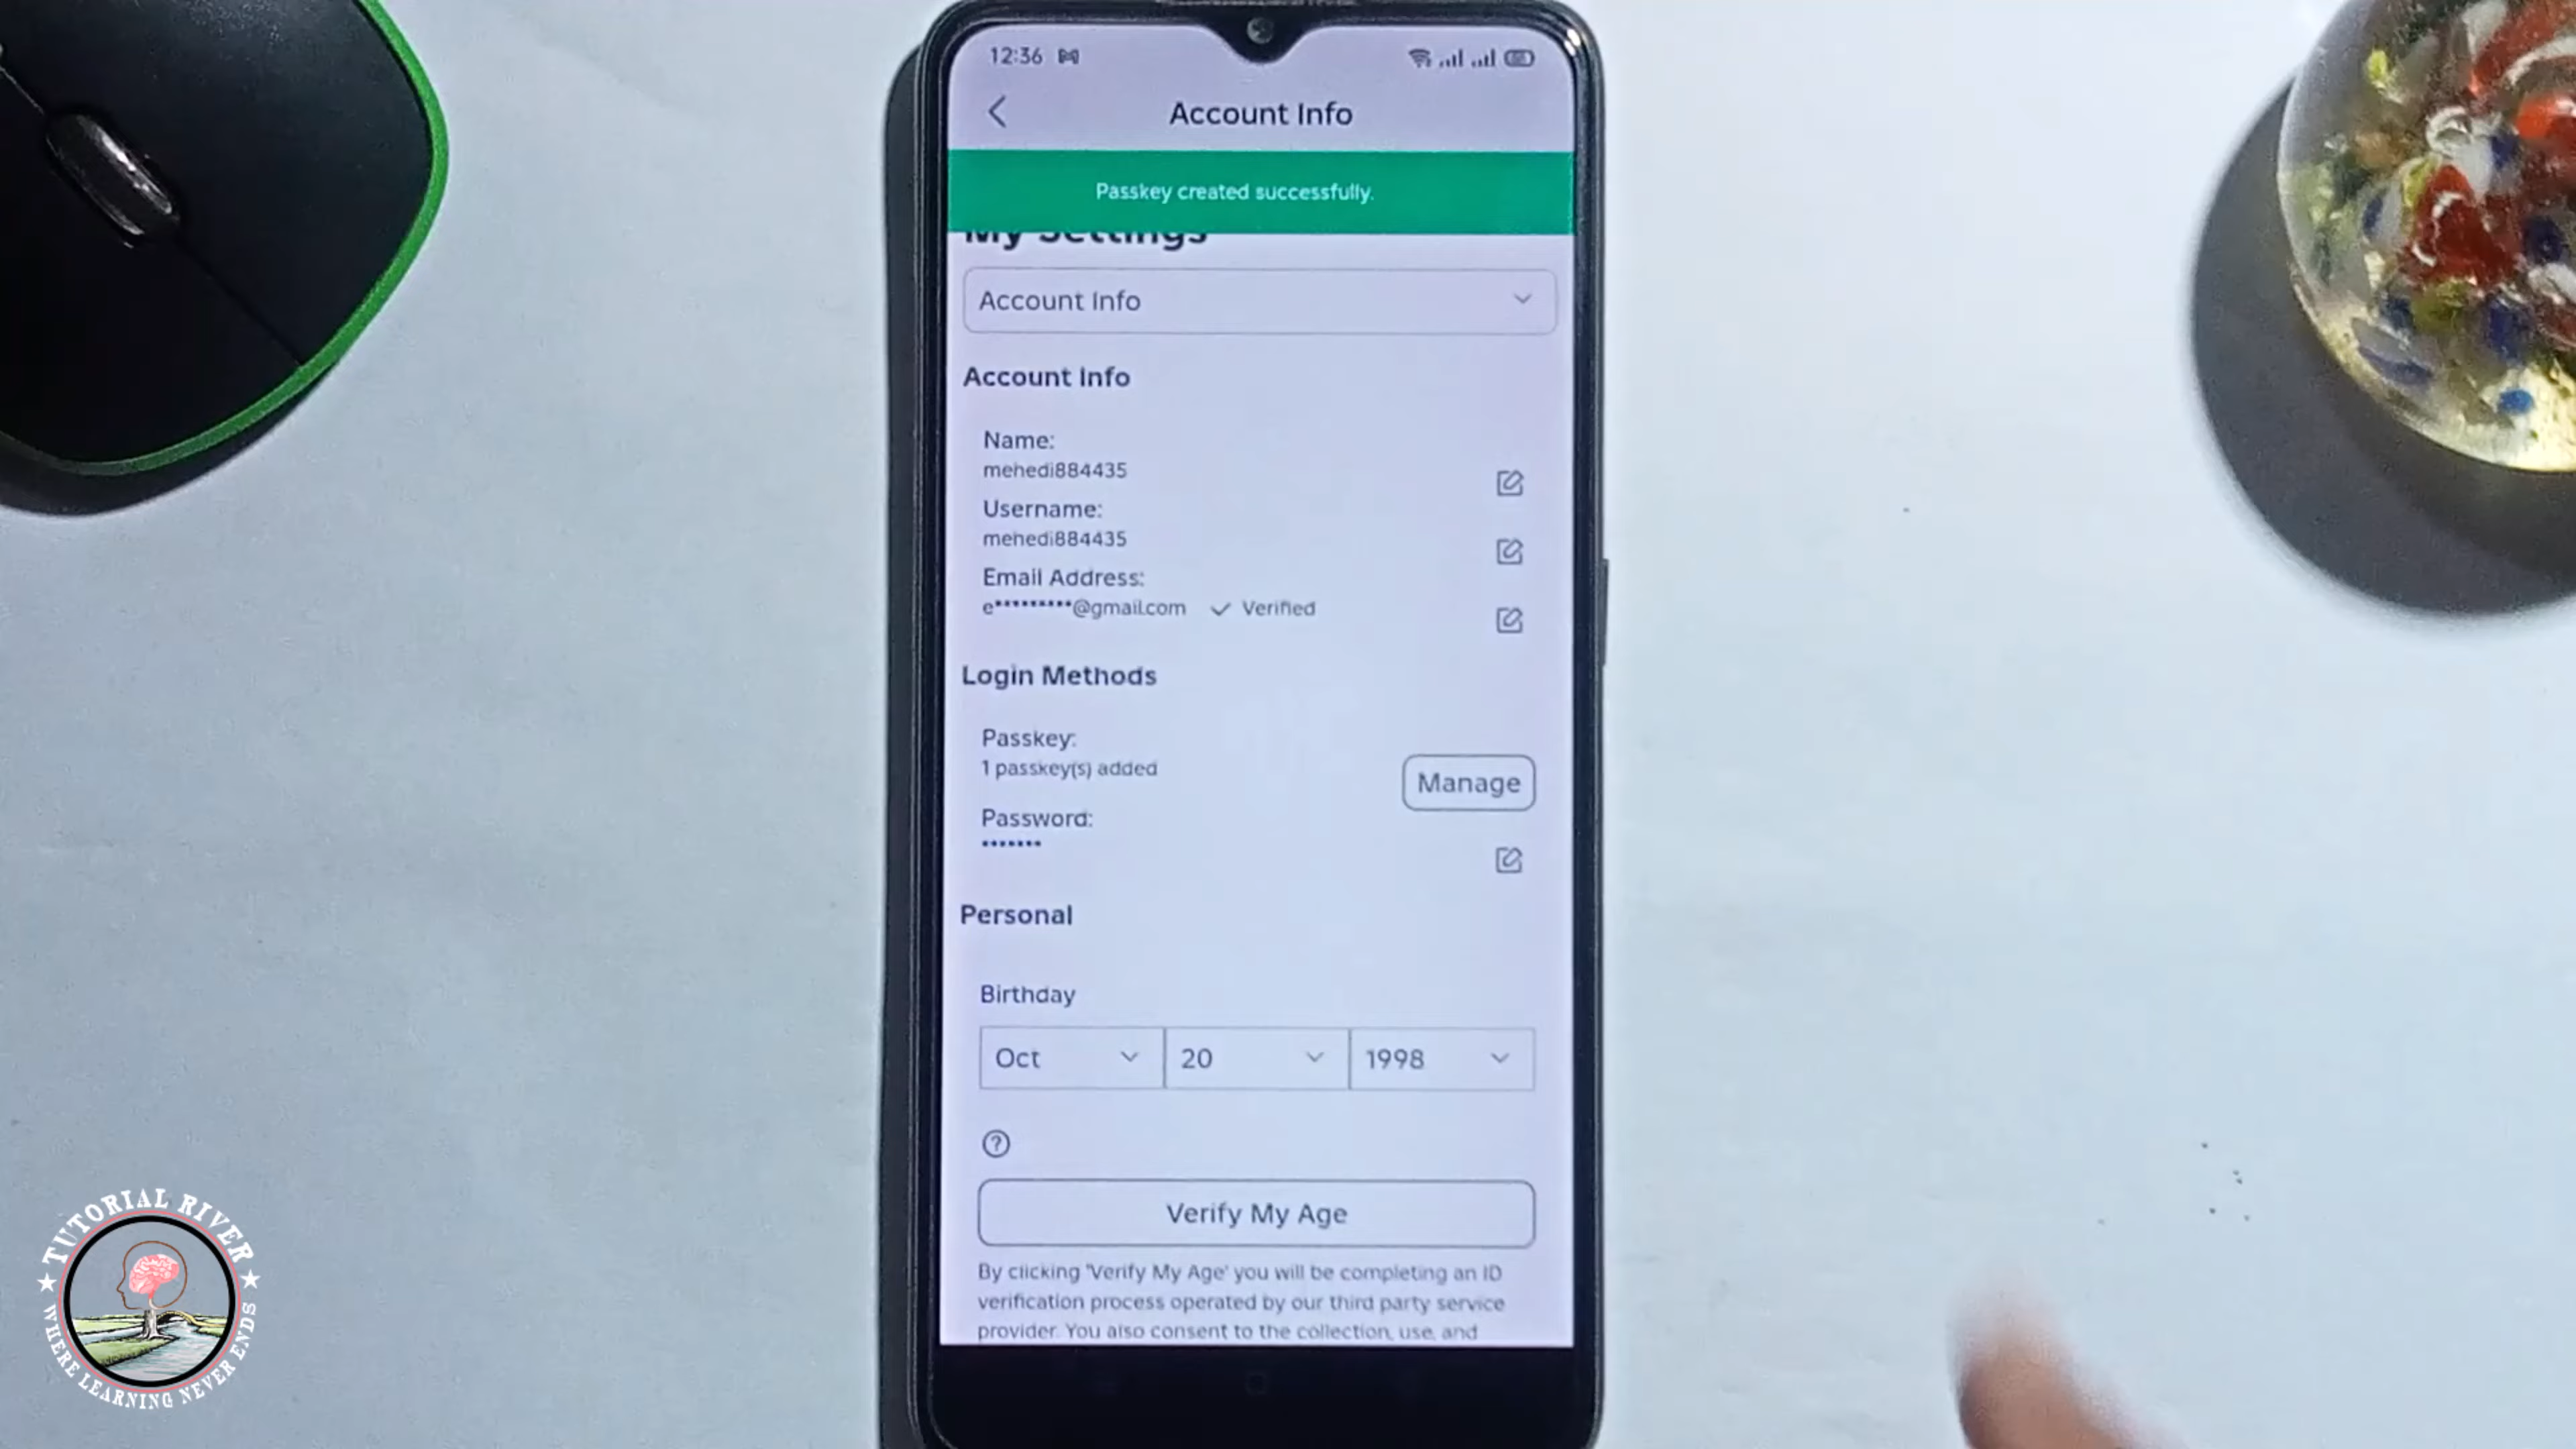 12:36
Account Info
Passkey created successfully.
My Settings
Account Info
Account Info
Name:
mehedi884435
Username:
mehedi884435
Email Address:
e*********@gmail.com ✓ Verified
Login Methods
Passkey:
1 passkey(s) added
Manage
Password:
•••••••
Personal
Birthday
Oct 20 1998
Verify My Age
By clicking 'Verify My Age' you will be completing an ID
verification process operated by our third party service
provider. You also consent to the collection, use, and
TUTORIAL RIVER
WHERE LEARNING NEVER ENDS